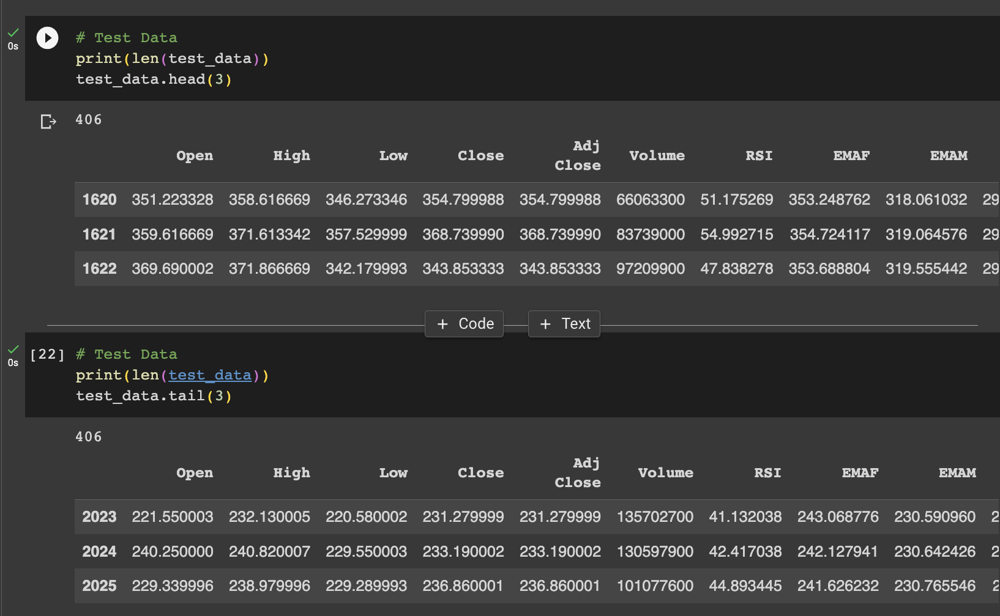 # Test Data
0s
print(len(test_data))
test_data.head(3)
406
Open High Low Close Adj Close Volume RSI EMAF EMAM
1620 351.223328 358.616669 346.273346 354.799988 354.799988 66063300 51.175269 353.248762 318.061032 29
1621 359.616669 371.613342 357.529999 368.739990 368.739990 83739000 54.992715 354.724117 319.064576 29
1622 369.690002 371.866669 342.179993 343.853333 343.853333 97209900 47.838278 353.688804 319.555442 29
+ Code + Text
[22] # Test Data
0s
print(len(test_data))
test_data.tail(3)
406
Open High Low Close Adj Close Volume RSI EMAF EMAM
2023 221.550003 232.130005 220.580002 231.279999 231.279999 135702700 41.132038 243.068776 230.590960 2
2024 240.250000 240.820007 229.550003 233.190002 233.190002 130597900 42.417038 242.127941 230.642426 2
2025 229.339996 238.979996 229.289993 236.860001 236.860001 101077600 44.893445 241.626232 230.765546 2